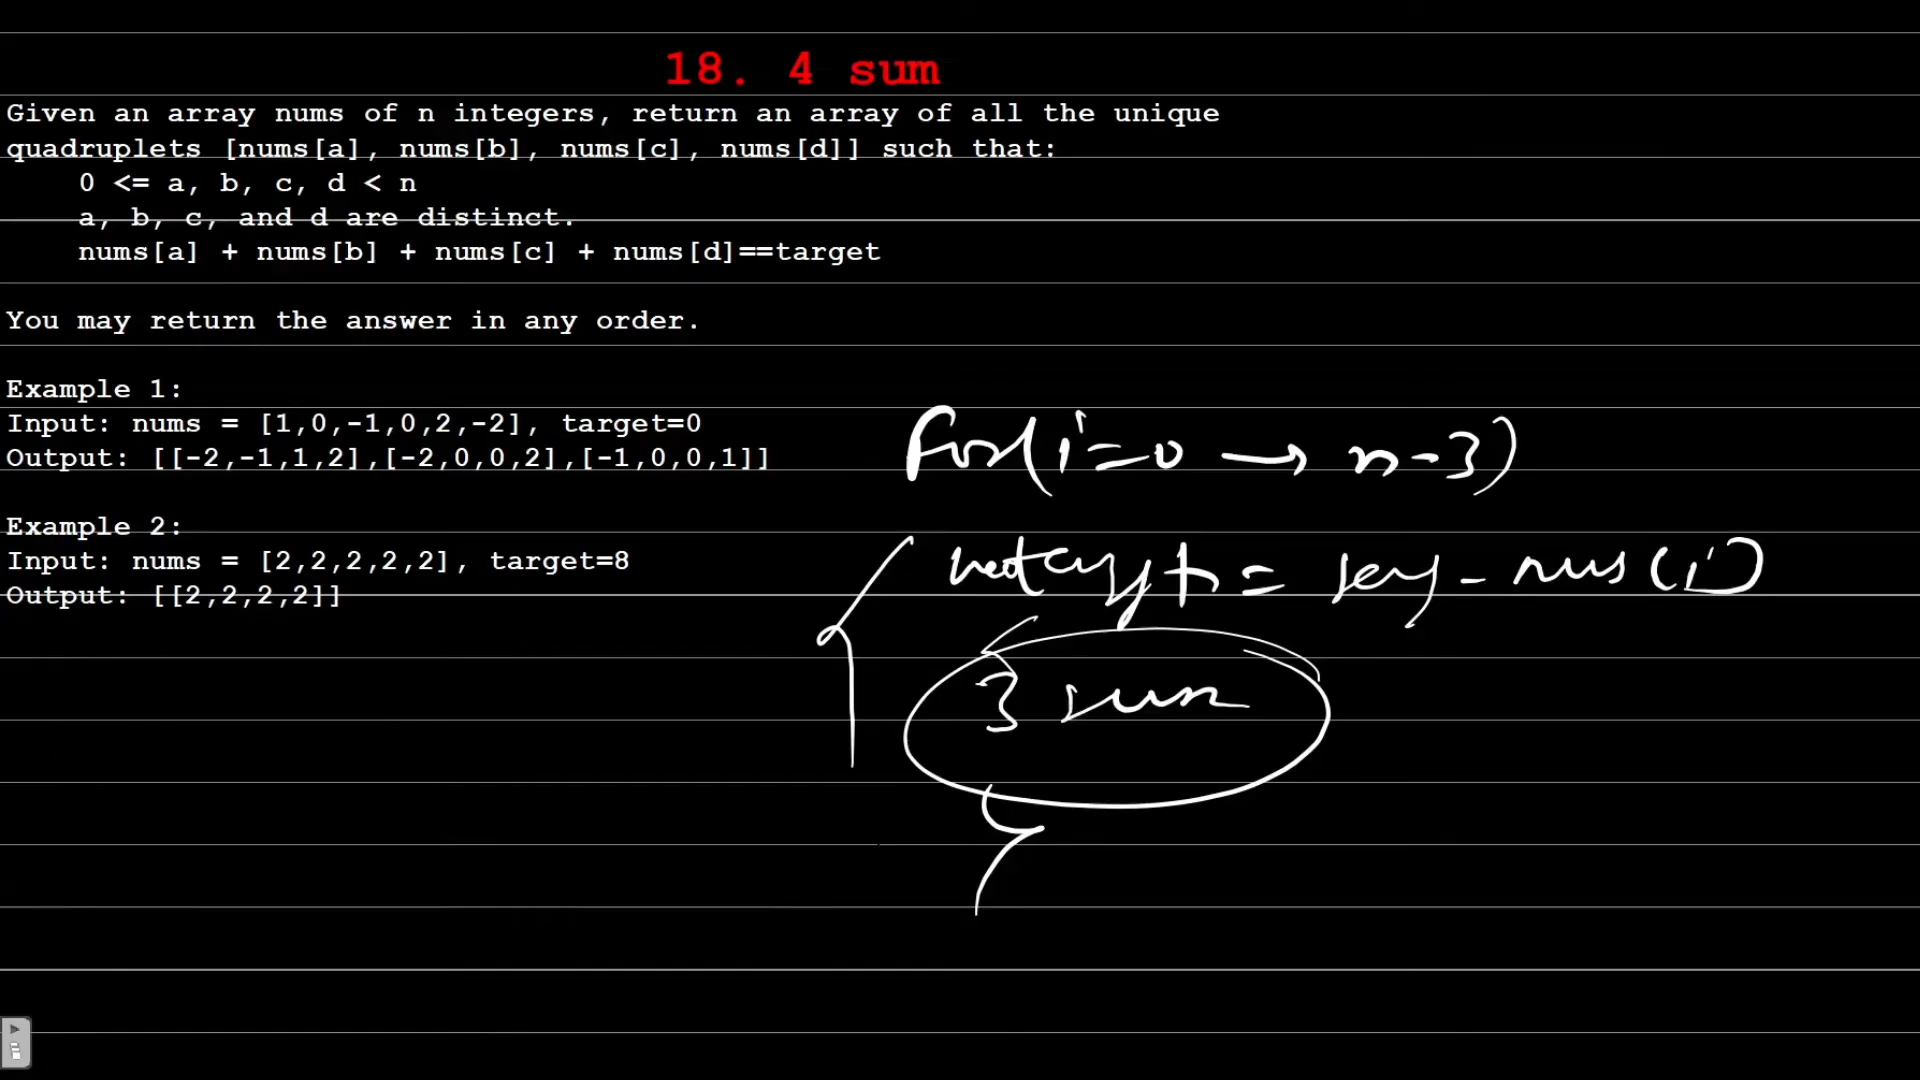 18. 4 sum
Given an array nums of n integers, return an array of all the unique
quadruplets [nums[a], nums[b], nums[c], nums[d]] such that:
0 <= a, b, c, d < n
a, b, c, and d are distinct.
nums[a] + nums[b] + nums[c] + nums[d]==target
You may return the answer in any order.
Example 1:
Input: nums = [1,0,-1,0,2,-2], target=0
Output: [[-2,-1,1,2],[-2,0,0,2],[-1,0,0,1]]
Example 2:
Input: nums = [2,2,2,2,2], target=8
Output: [[2,2,2,2]]
for(i=0 → n-3)
= - nus(i)
3 sum